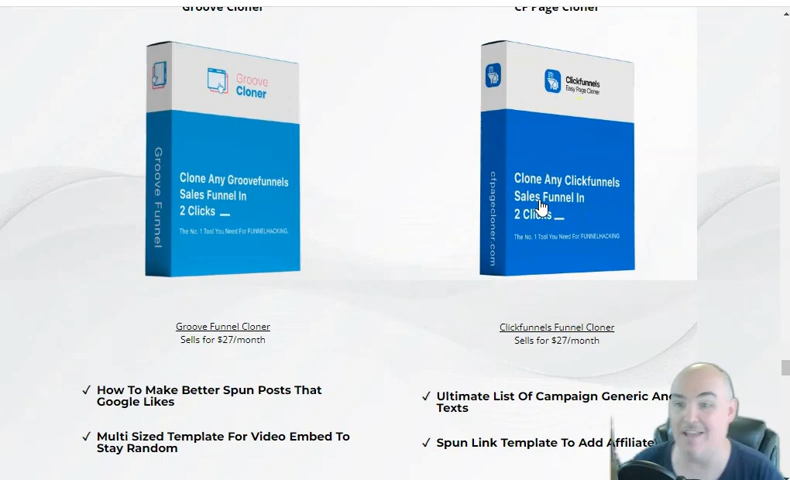 Groove Cloner
CF Page Cloner
Groove
Cloner
Groove Funnel
Clone Any Groovefunnels
Sales Funnel In
2 Clicks
The No. 1 Tool You Need For FUNNELHACKING.
Clickfunnels
Easy Page Cloner
cfpagecloner.com
Clone Any Clickfunnels
Sales Funnel In
2 Clicks
The No. 1 Tool You Need For FUNNELHACKING
Groove Funnel Cloner
Sells for $27/month
Clickfunnels Funnel Cloner
Sells for $27/month
✓ How To Make Better Spun Posts That
Google Likes
✓ Multi Sized Template For Video Embed To
Stay Random
✓ Ultimate List Of Campaign Generic And
Texts
✓ Spun Link Template To Add Affiliate